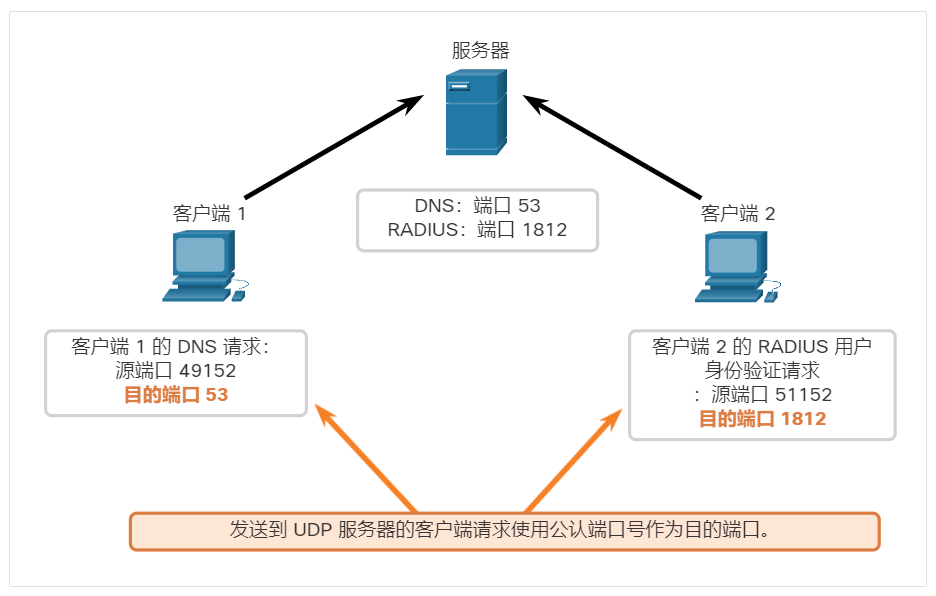 服务器
客户端 1
DNS：端口 53
RADIUS：端口 1812
客户端 2
客户端 1 的 DNS 请求：
源端口 49152
目的端口 53
客户端 2 的 RADIUS 用户
身份验证请求
：源端口 51152
目的端口 1812
发送到 UDP 服务器的客户端请求使用公认端口号作为目的端口。